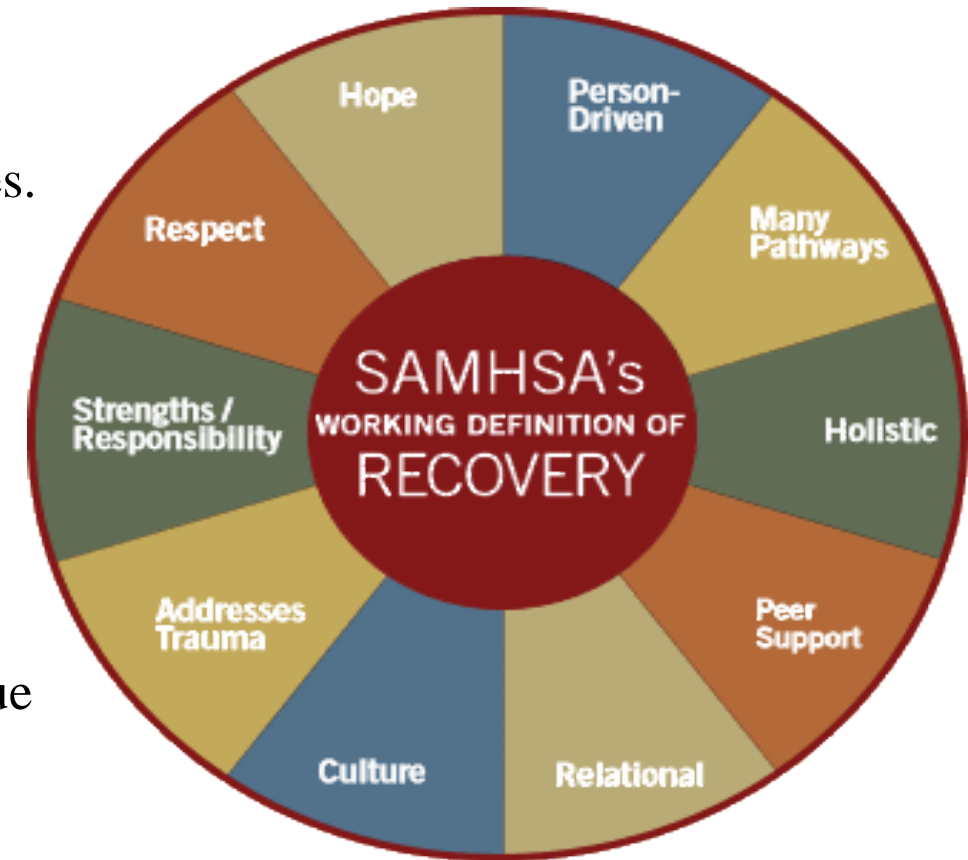 Hope
Person-
Driven
s.
Respect
Many
Pathways
SAMHSA's
WORKING DEFINITION OF
RECOVERY
Strengths /
Responsibility
Holistic
Addresses
Trauma
Peer
Support
ue
Culture
Relational